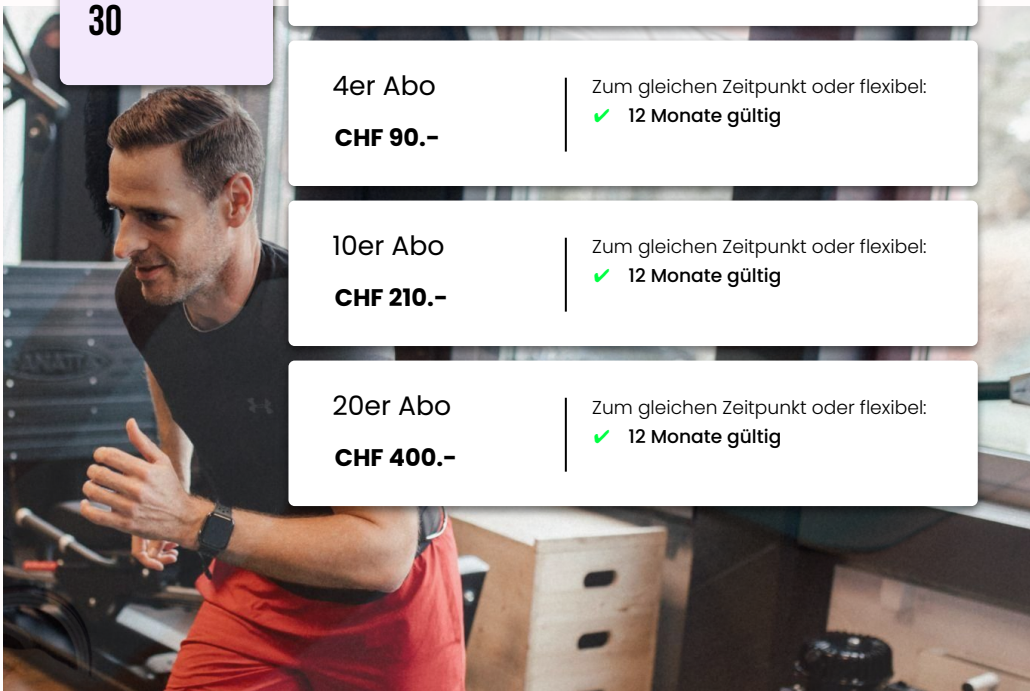 30
4er Abo
CHF 90.-
Zum gleichen Zeitpunkt oder flexibel:
✔ 12 Monate gültig
10er Abo
CHF 210.-
Zum gleichen Zeitpunkt oder flexibel:
✔ 12 Monate gültig
20er Abo
CHF 400.-
Zum gleichen Zeitpunkt oder flexibel:
✔ 12 Monate gültig